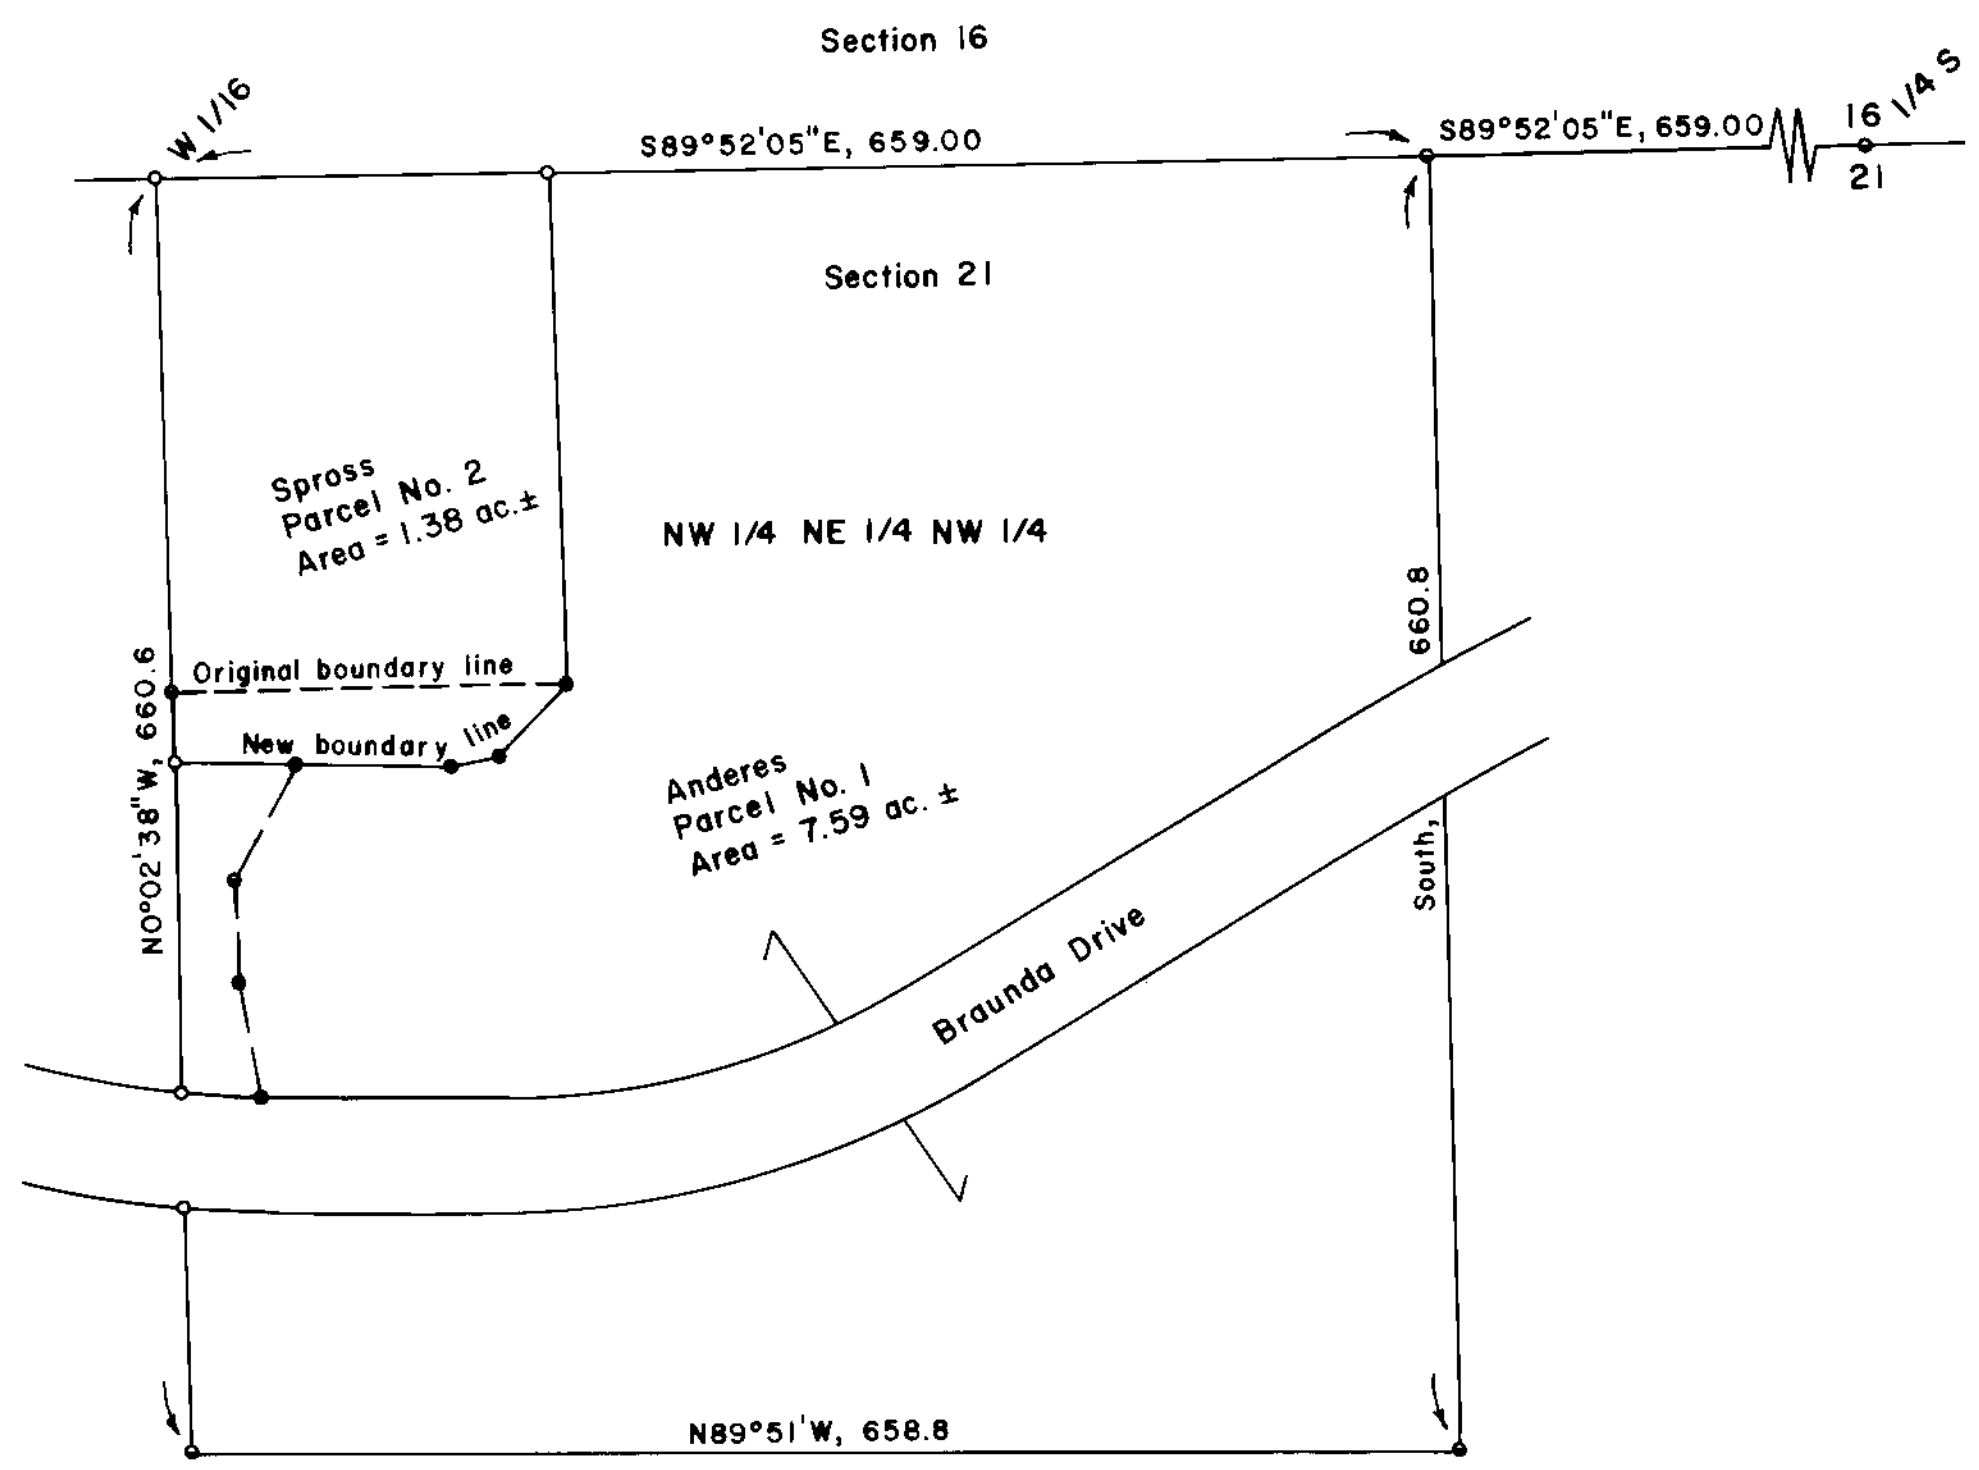 Section 16
W 1/16
S89°52'05"E, 659.00
S89°52'05"E, 659.00
16
1/4 S
21
Section 21
Spross
Parcel No. 2
Area = 1.38 ac.±
NW 1/4 NE 1/4 NW 1/4
Original boundary line
New boundary line
N0°02'38"W, 660.6
Anderes
Parcel No. 1
Area = 7.59 ac. ±
South, 660.8
Braunda Drive
N89°51'W, 658.8